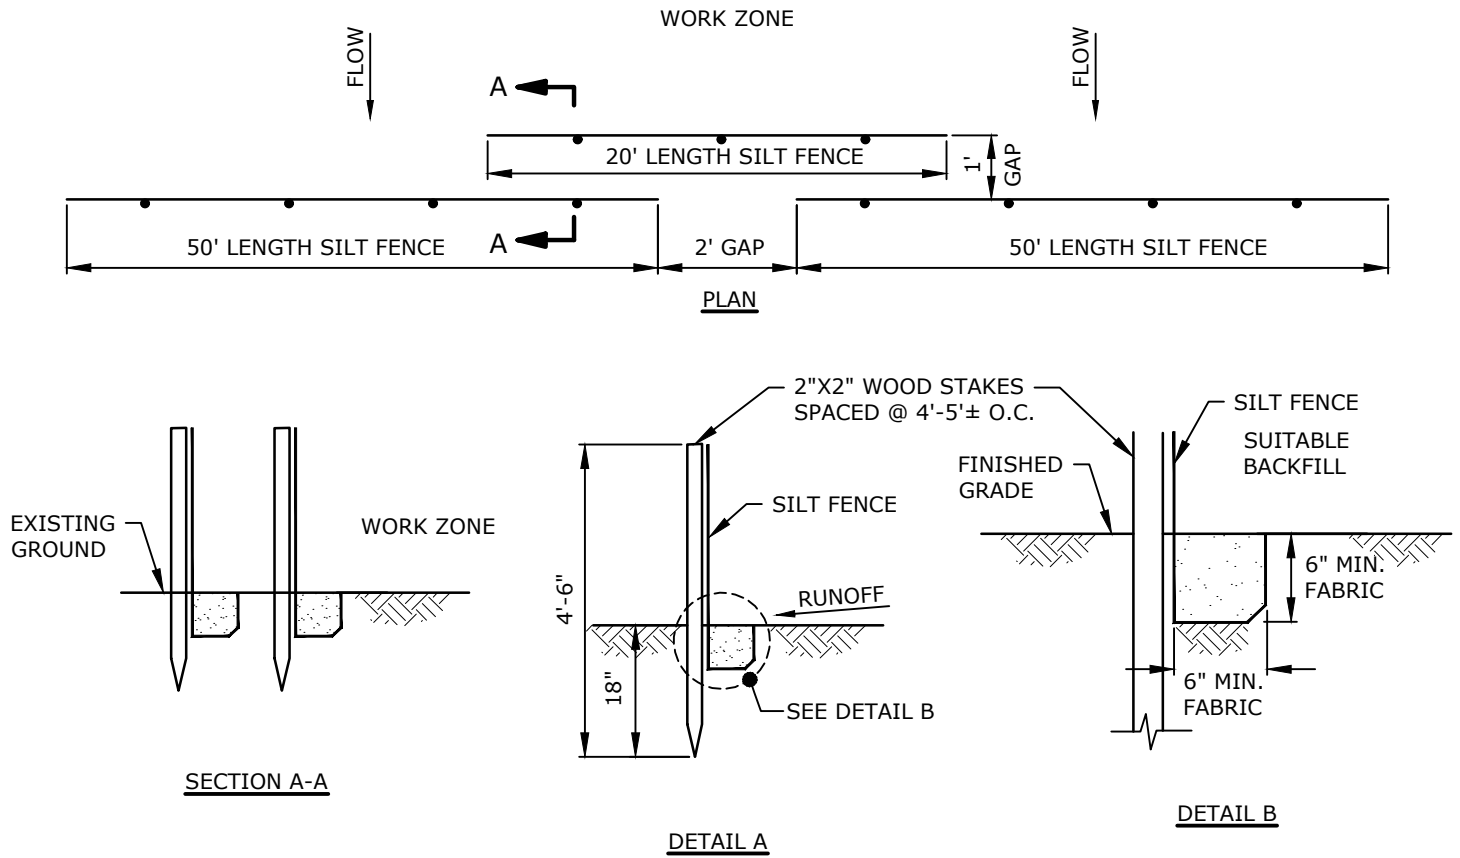 WORK ZONE
FLOW
FLOW
A
20' LENGTH SILT FENCE
1'
GAP
A
50' LENGTH SILT FENCE
2' GAP
50' LENGTH SILT FENCE
PLAN
EXISTING
GROUND
WORK ZONE
SECTION A-A
2"X2" WOOD STAKES
SPACED @ 4'-5'± O.C.
SILT FENCE
4'-6"
RUNOFF
18"
SEE DETAIL B
DETAIL A
SILT FENCE
SUITABLE
BACKFILL
FINISHED
GRADE
6" MIN.
FABRIC
6" MIN.
FABRIC
DETAIL B